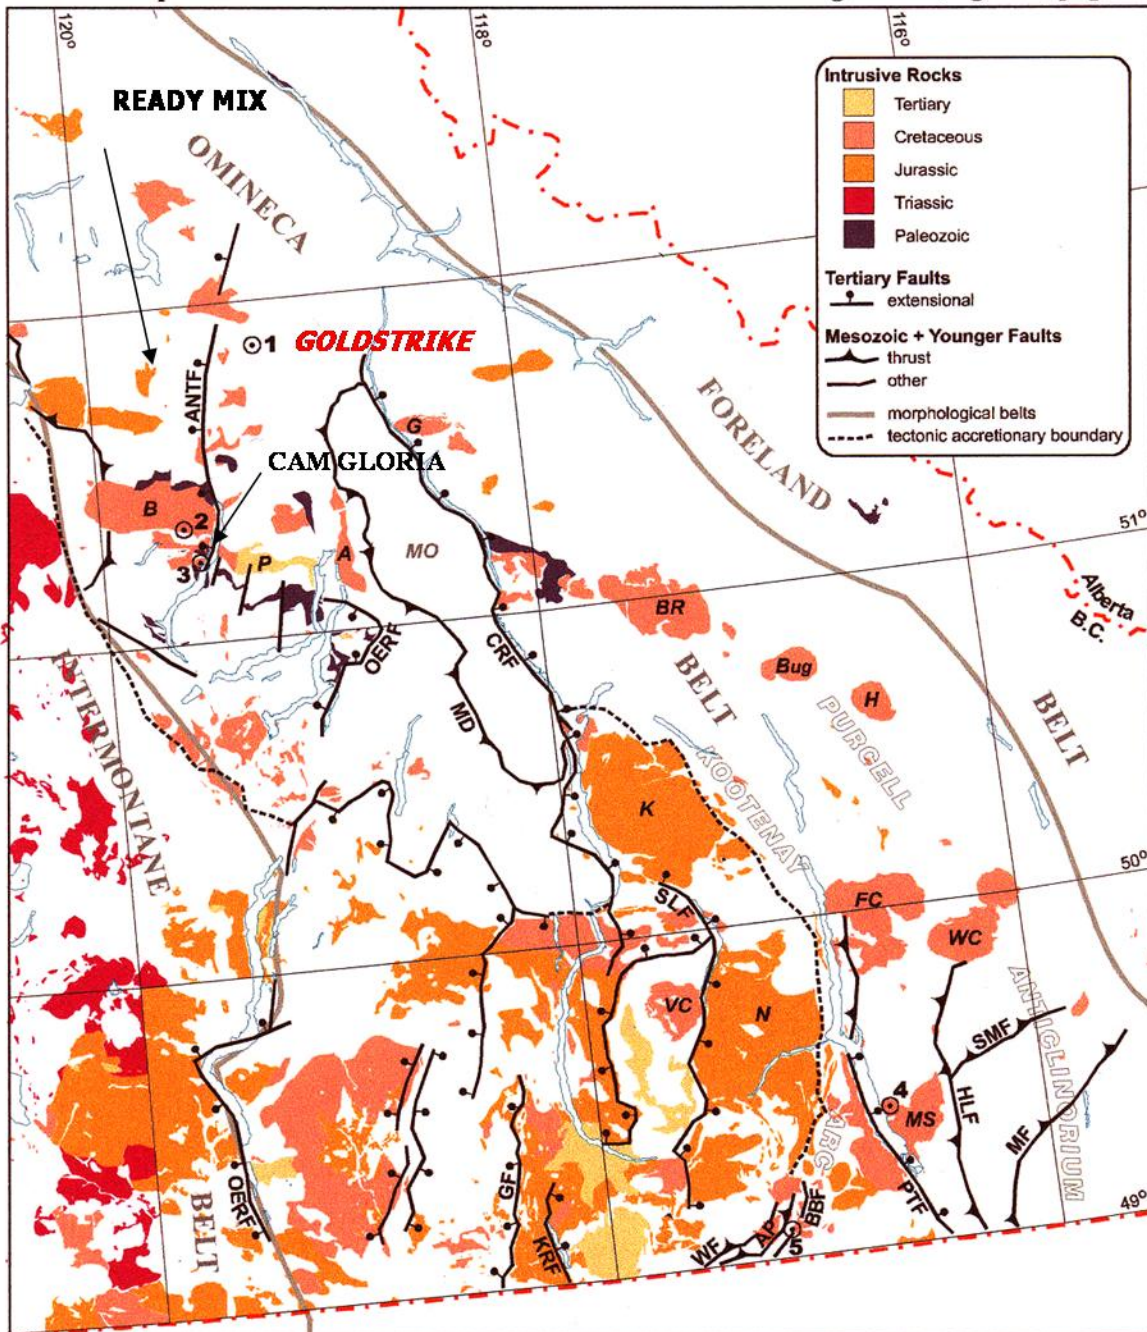 120°
118°
116°
READY MIX
OMINECA
Intrusive Rocks
Tertiary
Cretaceous
Jurassic
Triassic
Paleozoic
Tertiary Faults
extensional
Mesozoic + Younger Faults
thrust
other
morphological belts
tectonic accretionary boundary
1
GOLDSTRIKE
ANTF
G
FORELAND
CAM GLORIA
B
2
3
P
A
MO
51°
BR
Alberta
B.C.
OERF
CRF
Bug
H
BELT
BELT
INTERMONTANE
MD
PURCELL
KOOTENAY
K
50°
SLF
FC
WC
VC
N
ANTICLINORIUM
SMF
4
MS
HLF
MF
ARC
OERF
GF
PTF
BELT
KRF
WF
AP
5
BBF
49°